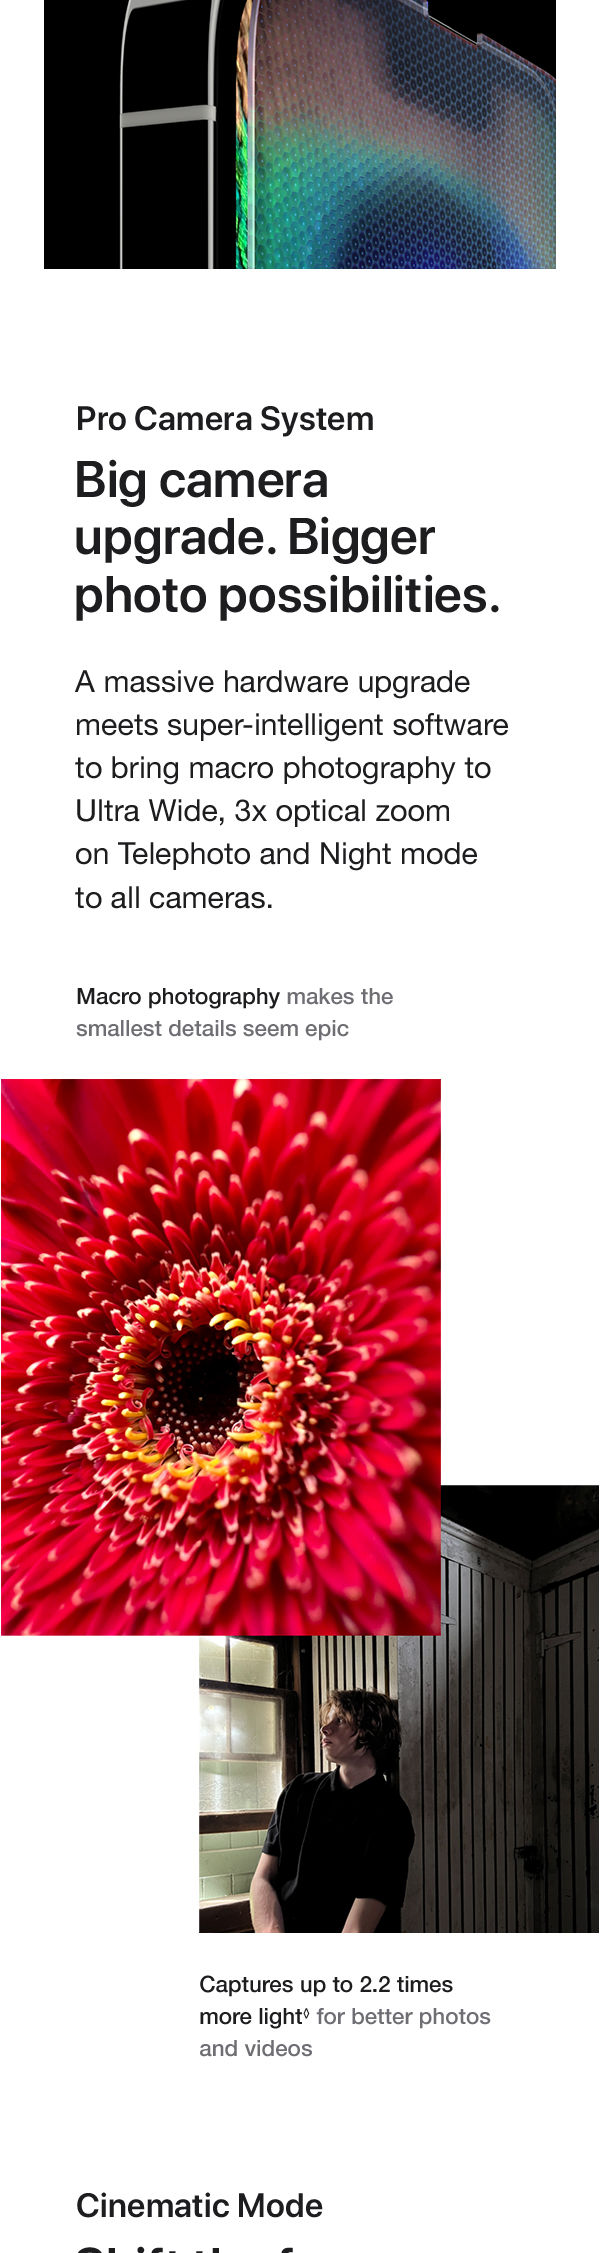 Pro Camera System
Big camera
upgrade. Bigger
photo possibilities.
A massive hardware upgrade
meets super-intelligent software
to bring macro photography to
Ultra Wide, 3x optical zoom
on Telephoto and Night mode
to all cameras.
Macro photography makes the
smallest details seem epic
Captures up to 2.2 times
more light◊ for better photos
and videos
Cinematic Mode